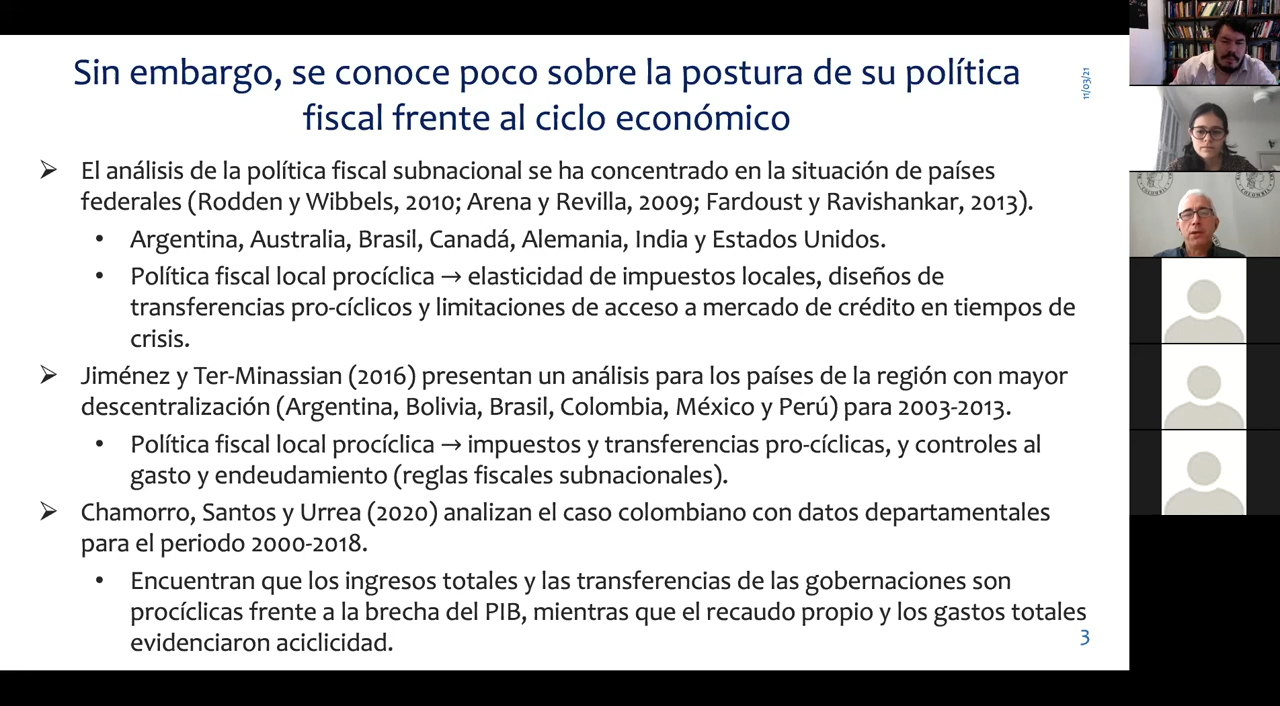 Sin embargo, se conoce poco sobre la postura de su política
fiscal frente al ciclo económico
11/03/21
➢ El análisis de la política fiscal subnacional se ha concentrado en la situación de países
federales (Rodden y Wibbels, 2010; Arena y Revilla, 2009; Fardoust y Ravishankar, 2013).
• Argentina, Australia, Brasil, Canadá, Alemania, India y Estados Unidos.
• Política fiscal local procíclica → elasticidad de impuestos locales, diseños de
transferencias pro-cíclicos y limitaciones de acceso a mercado de crédito en tiempos de
crisis.
➢ Jiménez y Ter-Minassian (2016) presentan un análisis para los países de la región con mayor
descentralización (Argentina, Bolivia, Brasil, Colombia, México y Perú) para 2003-2013.
• Política fiscal local procíclica → impuestos y transferencias pro-cíclicas, y controles al
gasto y endeudamiento (reglas fiscales subnacionales).
➢ Chamorro, Santos y Urrea (2020) analizan el caso colombiano con datos departamentales
para el periodo 2000-2018.
• Encuentran que los ingresos totales y las transferencias de las gobernaciones son
procíclicas frente a la brecha del PIB, mientras que el recaudo propio y los gastos totales
evidenciaron aciclicidad.
3